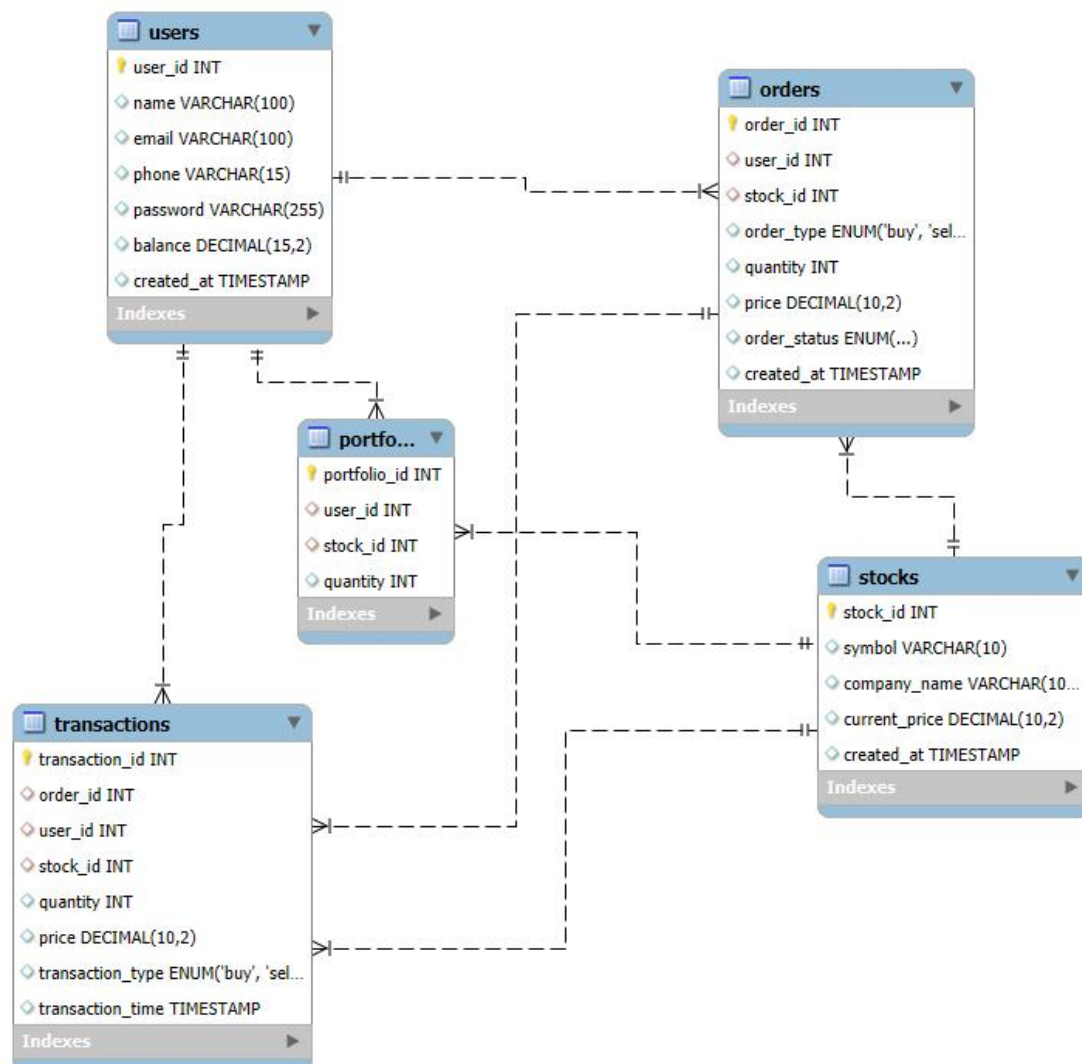 users
user_id INT
name VARCHAR(100)
email VARCHAR(100)
phone VARCHAR(15)
password VARCHAR(255)
balance DECIMAL(15,2)
created_at TIMESTAMP
Indexes
orders
order_id INT
user_id INT
stock_id INT
order_type ENUM('buy', 'sel...
quantity INT
price DECIMAL(10,2)
order_status ENUM(...)
created_at TIMESTAMP
Indexes
portfo...
portfolio_id INT
user_id INT
stock_id INT
quantity INT
Indexes
stocks
stock_id INT
symbol VARCHAR(10)
company_name VARCHAR(10...
current_price DECIMAL(10,2)
created_at TIMESTAMP
Indexes
transactions
transaction_id INT
order_id INT
user_id INT
stock_id INT
quantity INT
price DECIMAL(10,2)
transaction_type ENUM('buy', 'sel...
transaction_time TIMESTAMP
Indexes